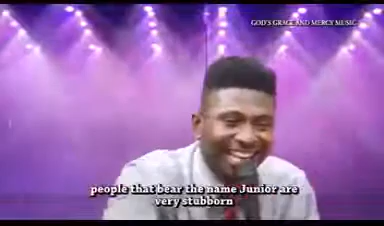 GOD'S GRACE AND MERCY MUSIC
people that bear the name Junior are
very stubborn